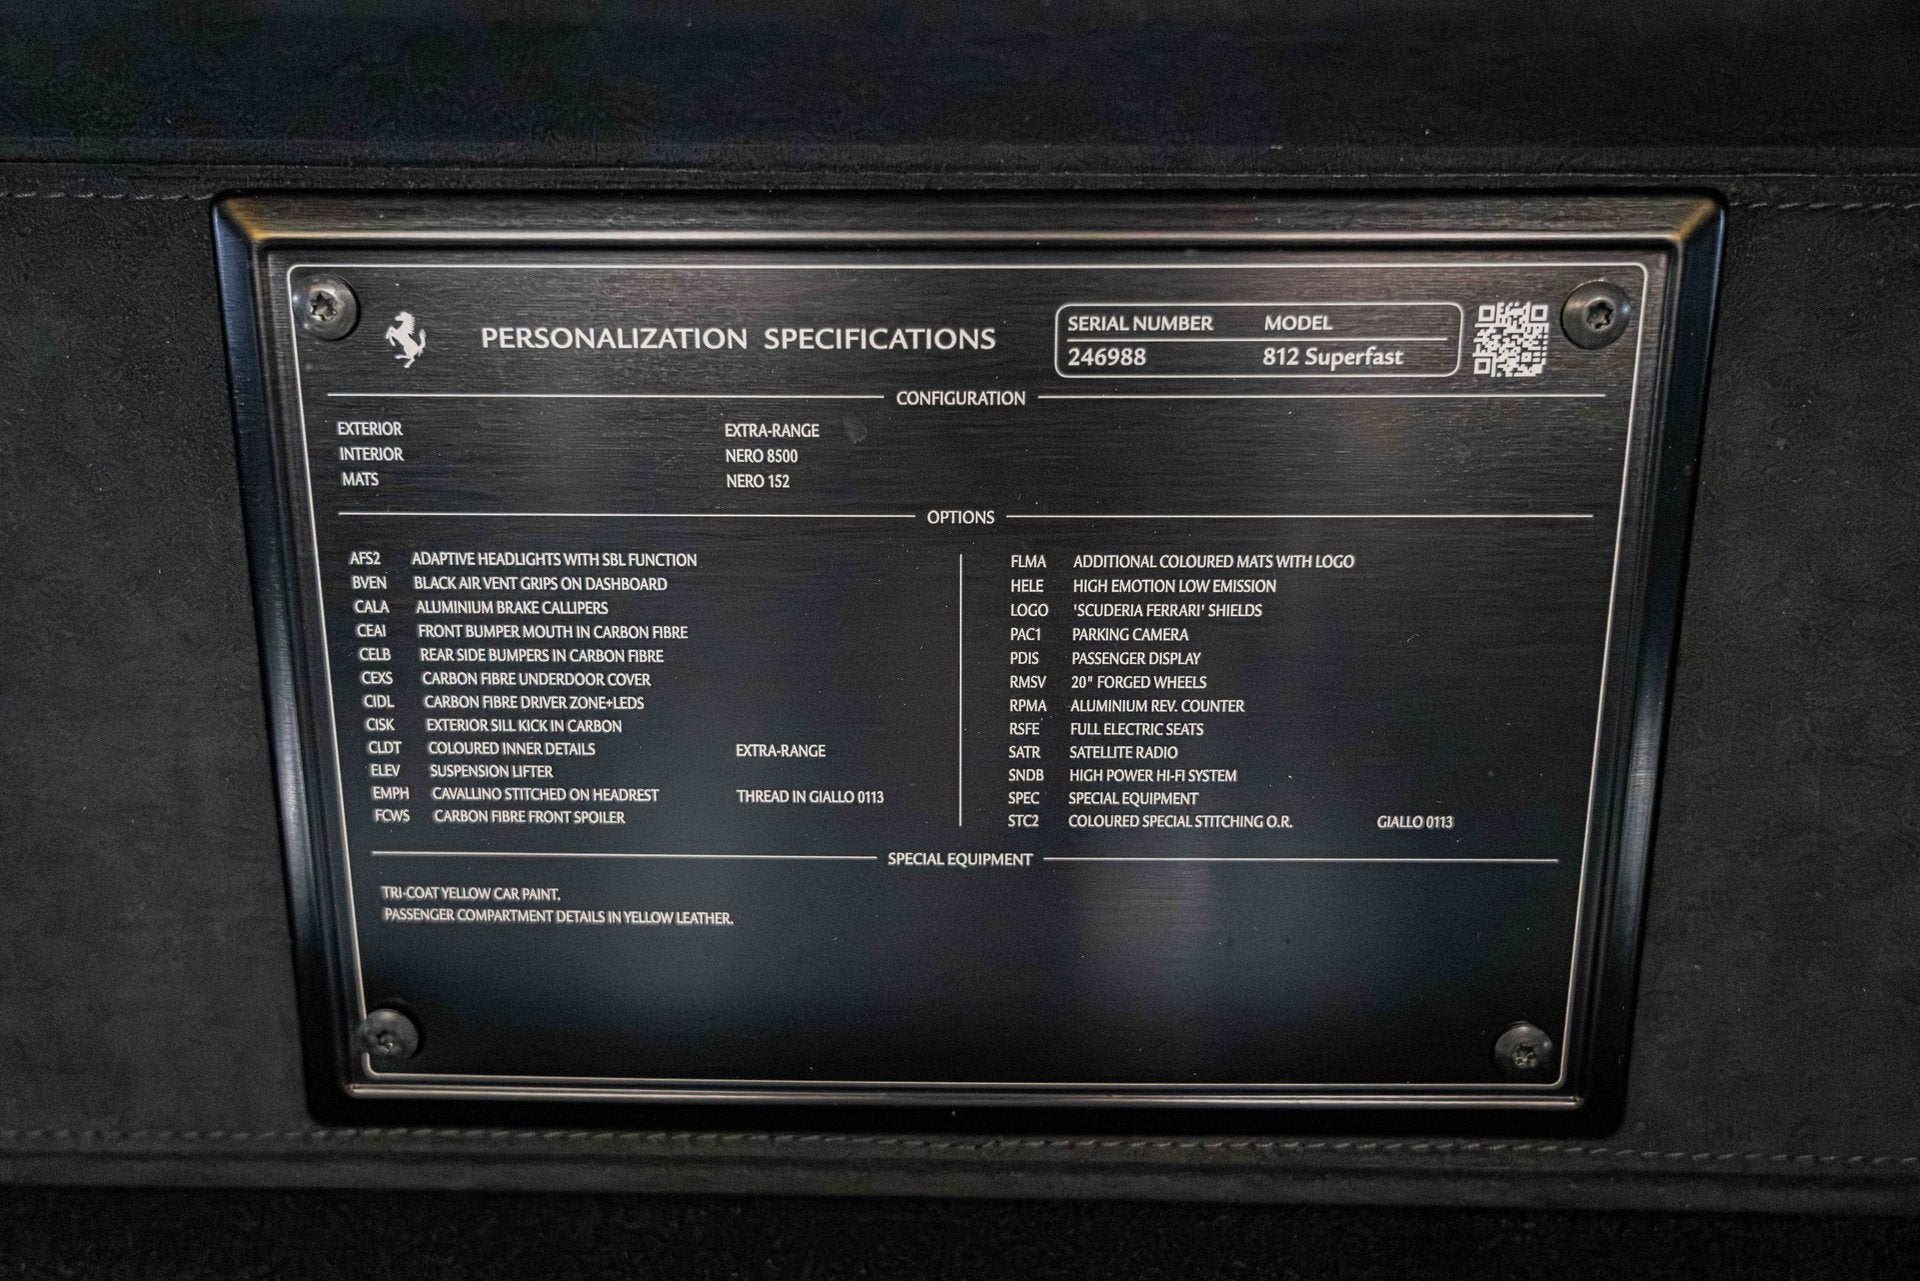 PERSONALIZATION SPECIFICATIONS
SERIAL NUMBER MODEL
246988 812 Superfast
CONFIGURATION
EXTERIOR EXTRA-RANGE
INTERIOR NERO 8500
MATS NERO 152
OPTIONS
AFS2 ADAPTIVE HEADLIGHTS WITH SBL FUNCTION
BVEN BLACK AIR VENT GRIPS ON DASHBOARD
CALA ALUMINIUM BRAKE CALLIPERS
CEAI FRONT BUMPER MOUTH IN CARBON FIBRE
CELB REAR SIDE BUMPERS IN CARBON FIBRE
CEXS CARBON FIBRE UNDERDOOR COVER
CIDL CARBON FIBRE DRIVER ZONE+LEDS
CISK EXTERIOR SILL KICK IN CARBON
CLDT COLOURED INNER DETAILS EXTRA-RANGE
ELEV SUSPENSION LIFTER
EMPH CAVALLINO STITCHED ON HEADREST THREAD IN GIALLO 0113
FCWS CARBON FIBRE FRONT SPOILER
FLMA ADDITIONAL COLOURED MATS WITH LOGO
HELE HIGH EMOTION LOW EMISSION
LOGO 'SCUDERIA FERRARI' SHIELDS
PAC1 PARKING CAMERA
PDIS PASSENGER DISPLAY
RMSV 20" FORGED WHEELS
RPMA ALUMINIUM REV. COUNTER
RSFE FULL ELECTRIC SEATS
SATR SATELLITE RADIO
SNDB HIGH POWER HI-FI SYSTEM
SPEC SPECIAL EQUIPMENT
STC2 COLOURED SPECIAL STITCHING O.R. GIALLO 0113
SPECIAL EQUIPMENT
TRI-COAT YELLOW CAR PAINT.
PASSENGER COMPARTMENT DETAILS IN YELLOW LEATHER.